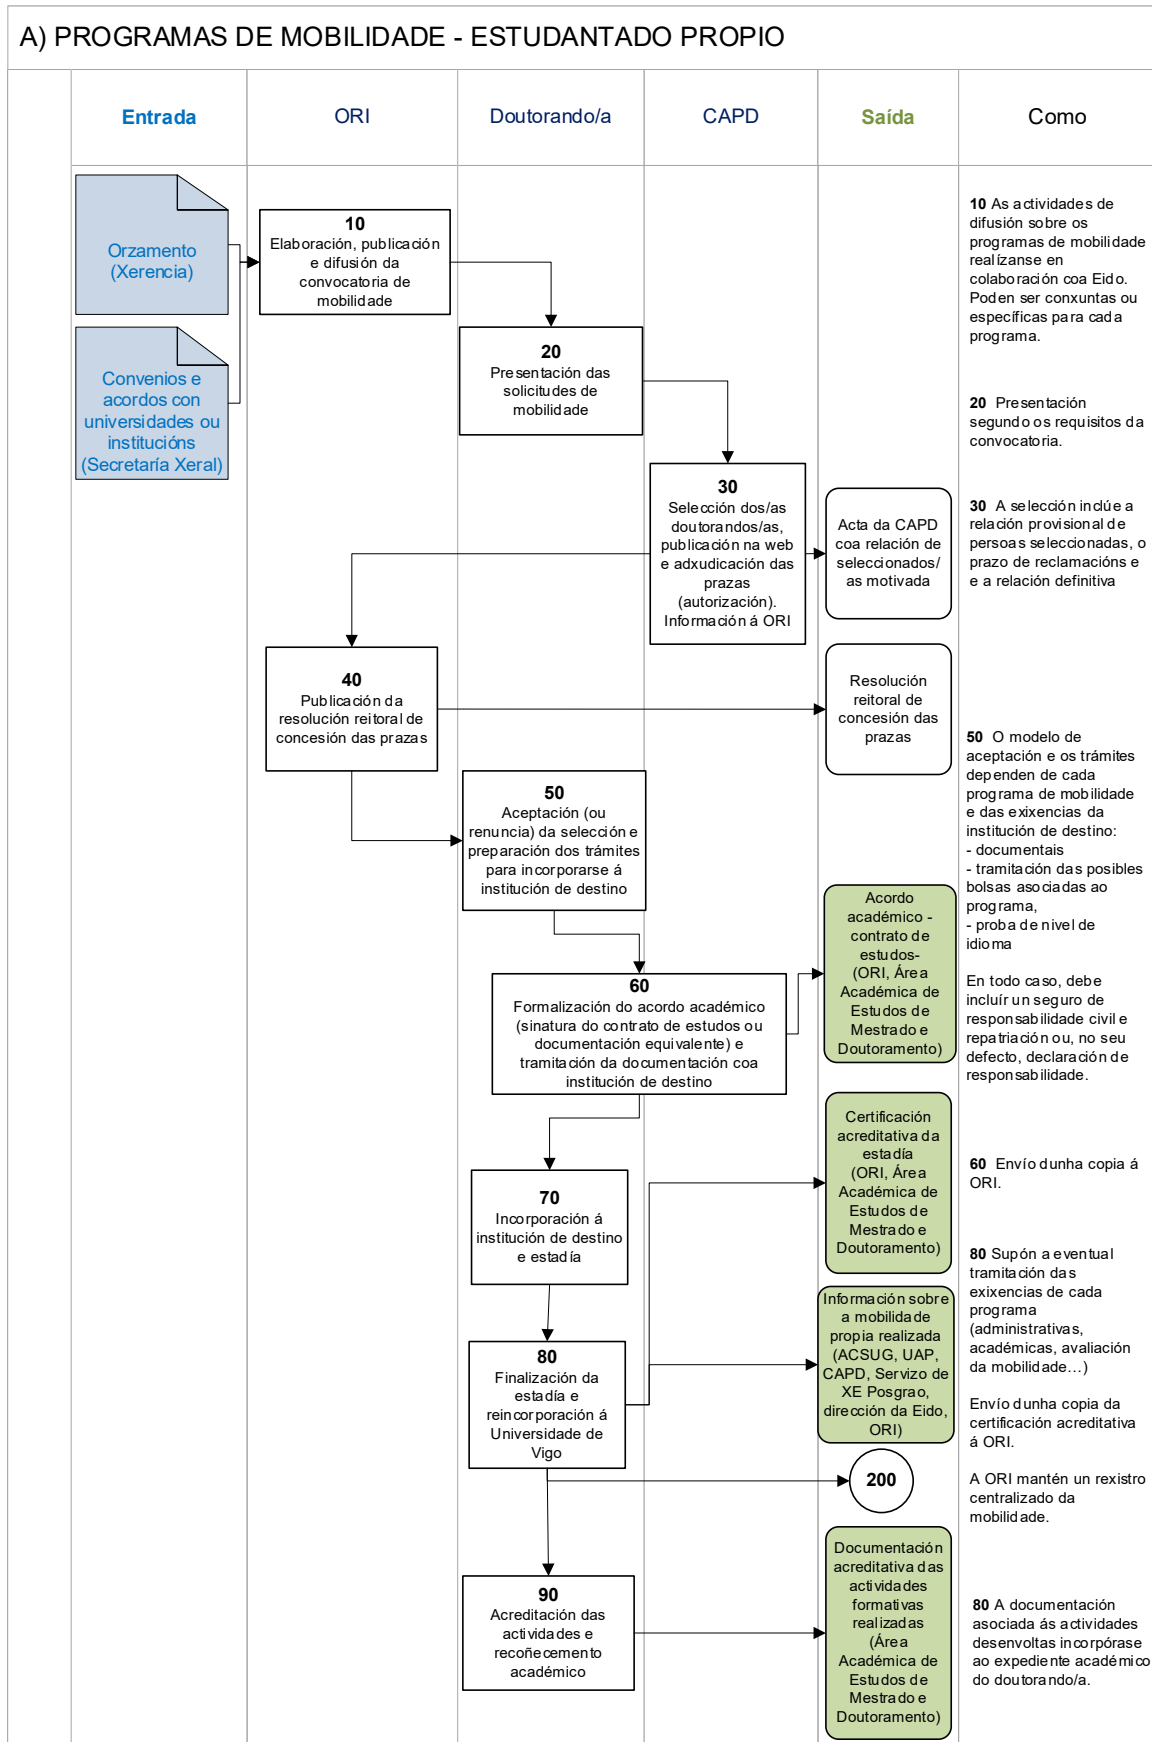 A) PROGRAMAS DE MOBILIDADE - ESTUDANTADO PROPIO
Entrada
ORI
Doutorando/a
CAPD
Saída
Como
Orzamento
(Xerencia)
Convenios e
acordos con
universidades ou
institucións
(Secretaría Xeral)
10
Elaboración, publicación
e difusión da
convocatoria de
mobilidade
20
Presentación das
solicitudes de
mobilidade
30
Selección dos/as
doutorandos/as,
publicación na web
e adxudicación das
prazas
(autorización).
Información á ORI
Acta da CAPD
coa relación de
seleccionados/
as motivada
40
Publicación da
resolución reitoral de
concesión das prazas
Resolución
reitoral de
concesión das
prazas
50
Aceptación (ou
renuncia) da selección e
preparación dos trámites
para incorporarse á
institución de destino
60
Formalización do acordo académico
(sinatura do contrato de estudos ou
documentación equivalente) e
tramitación da documentación coa
institución de destino
Acordo
académico -
contrato de
estudos-
(ORI, Área
Académica de
Estudos de
Mestrado e
Doutoramento)
70
Incorporación á
institución de destino
e estadía
Certificación
acreditativa da
estadía
(ORI, Área
Académica de
Estudos de
Mestrado e
Doutoramento)
80
Finalización da
estadía e
reincorporación á
Universidade de
Vigo
Información sobre
a mobilidade
propia realizada
(ACSUG, UAP,
CAPD, Servizo de
XE Posgrao,
dirección da Eido,
ORI)
200
90
Acreditación das
actividades e
recoñecemento
académico
Documentación
acreditativa das
actividades
formativas
realizadas
(Área
Académica de
Estudos de
Mestrado e
Doutoramento)
10 As actividades de
difusión sobre os
programas de mobilidade
realízanse en
colaboración coa Eido.
Poden ser conxuntas ou
específicas para cada
programa.
20 Presentación
segundo os requisitos da
convocatoria.
30 A selección inclúe a
relación provisional de
persoas seleccionadas, o
prazo de reclamacións e
e a relación definitiva
50 O modelo de
aceptación e os trámites
dependen de cada
programa de mobilidade
e das exixencias da
institución de destino:
- documentais
- tramitación das posibles
bolsas asociadas ao
programa,
- proba de nivel de
idioma
En todo caso, debe
incluír un seguro de
responsabilidade civil e
repatriación ou, no seu
defecto, declaración de
responsabilidade.
60 Envío dunha copia á
ORI.
80 Supón a eventual
tramitación das
exixencias de cada
programa
(administrativas,
académicas, avaliación
da mobilidade…)
Envío dunha copia da
certificación acreditativa
á ORI.
A ORI mantén un rexistro
centralizado da
mobilidade.
80 A documentación
asociada ás actividades
desenvoltas incorpórase
ao expediente académico
do doutorando/a.